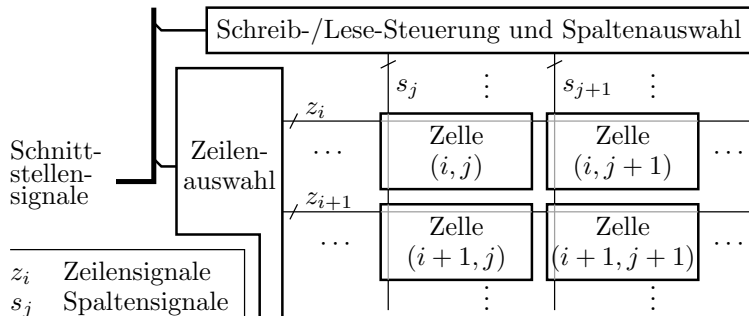 Schreib-/Lese-Steuerung und Spaltenauswahl
s_j ⋮ s_{j+1} ⋮
z_i
Schnitt-
stellen-
signale
Zeilen-
auswahl
... Zelle
(i, j)
Zelle
(i, j + 1)
...
z_{i+1}
... Zelle
(i + 1, j)
Zelle
(i + 1, j + 1)
...
⋮ ⋮
z_i Zeilensignale
s_j Spaltensignale